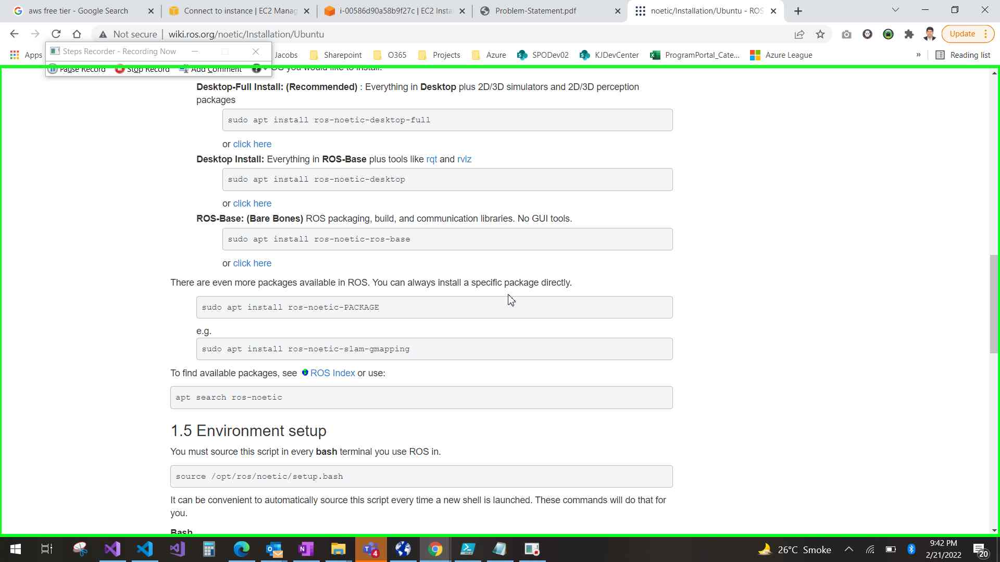 aws free tier - Google Search
Connect to instance | EC2 Manag
i-00586d90a58b9f27c | EC2 Insta
Problem-Statement.pdf
noetic/Installation/Ubuntu - ROS
Not secure
wiki.ros.org/noetic/Installation/Ubuntu
Update
Apps
Steps Recorder - Recording Now
Jacobs
Sharepoint
O365
Projects
Azure
SPODev02
KJDevCenter
ProgramPortal_Cate...
Azure League
»
Reading list
Pause Record
Stop Record
Add Comment
OS you would like to install.
Desktop-Full Install: (Recommended) : Everything in Desktop plus 2D/3D simulators and 2D/3D perception
packages
sudo apt install ros-noetic-desktop-full
or click here
Desktop Install: Everything in ROS-Base plus tools like rqt and rviz
sudo apt install ros-noetic-desktop
or click here
ROS-Base: (Bare Bones) ROS packaging, build, and communication libraries. No GUI tools.
sudo apt install ros-noetic-ros-base
or click here
There are even more packages available in ROS. You can always install a specific package directly.
sudo apt install ros-noetic-PACKAGE
e.g.
sudo apt install ros-noetic-slam-gmapping
To find available packages, see ROS Index or use:
apt search ros-noetic
1.5 Environment setup
You must source this script in every bash terminal you use ROS in.
source /opt/ros/noetic/setup.bash
It can be convenient to automatically source this script every time a new shell is launched. These commands will do that for
you.
Bash
4
26°C Smoke
9:42 PM
2/21/2022
20